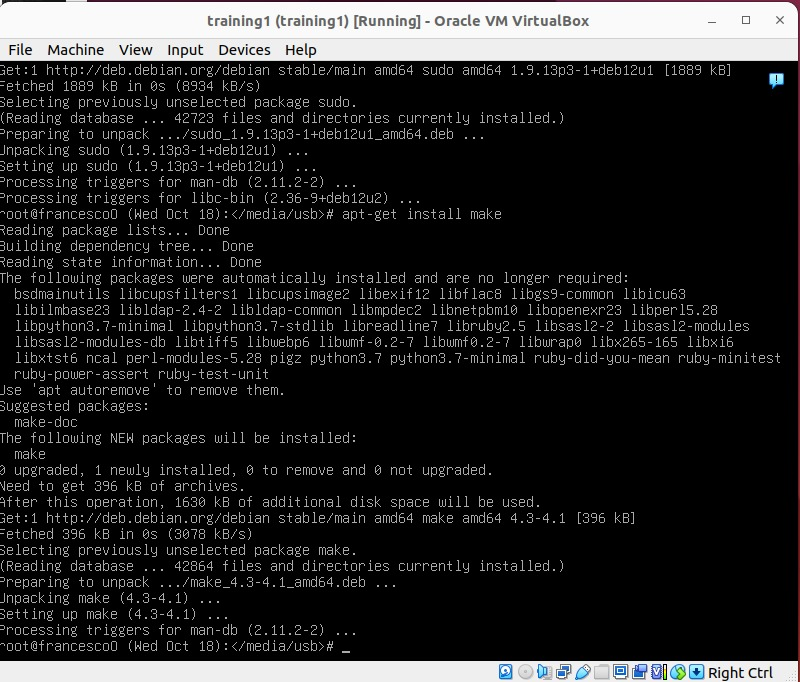 training1 (training1) [Running] - Oracle VM VirtualBox
File Machine View Input Devices Help
Get:1 http://deb.debian.org/debian stable/main amd64 sudo amd64 1.9.13p3-1+deb12u1 [1889 kB]
Fetched 1889 kB in 0s (8934 kB/s)
Selecting previously unselected package sudo.
(Reading database ... 42723 files and directories currently installed.)
Preparing to unpack .../sudo_1.9.13p3-1+deb12u1_amd64.deb ...
Unpacking sudo (1.9.13p3-1+deb12u1) ...
Setting up sudo (1.9.13p3-1+deb12u1) ...
Processing triggers for man-db (2.11.2-2) ...
Processing triggers for libc-bin (2.36-9+deb12u2) ...
root@francesco0 (Wed Oct 18):</media/usb># apt-get install make
Reading package lists... Done
Building dependency tree... Done
Reading state information... Done
The following packages were automatically installed and are no longer required:
bsdmainutils libcupsfilters1 libcupsimage2 libexif12 libflac8 libgs9-common libicu63
libilmbase23 libldap-2.4-2 libldap-common libmpdec2 libnetpbm10 libopenexr23 libperl5.28
libpython3.7-minimal libpython3.7-stdlib libreadline7 libruby2.5 libsasl2-2 libsasl2-modules
libsasl2-modules-db libtiff5 libwebp6 libwmf-0.2-7 libwmf0.2-7 libwrap0 libx265-165 libxi6
libxtst6 ncal perl-modules-5.28 pigz python3.7 python3.7-minimal ruby-did-you-mean ruby-minitest
ruby-power-assert ruby-test-unit
Use 'apt autoremove' to remove them.
Suggested packages:
make-doc
The following NEW packages will be installed:
make
0 upgraded, 1 newly installed, 0 to remove and 0 not upgraded.
Need to get 396 kB of archives.
After this operation, 1630 kB of additional disk space will be used.
Get:1 http://deb.debian.org/debian stable/main amd64 make amd64 4.3-4.1 [396 kB]
Fetched 396 kB in 0s (3078 kB/s)
Selecting previously unselected package make.
(Reading database ... 42864 files and directories currently installed.)
Preparing to unpack .../make_4.3-4.1_amd64.deb ...
Unpacking make (4.3-4.1) ...
Setting up make (4.3-4.1) ...
Processing triggers for man-db (2.11.2-2) ...
root@francesco0 (Wed Oct 18):</media/usb># _
Right Ctrl